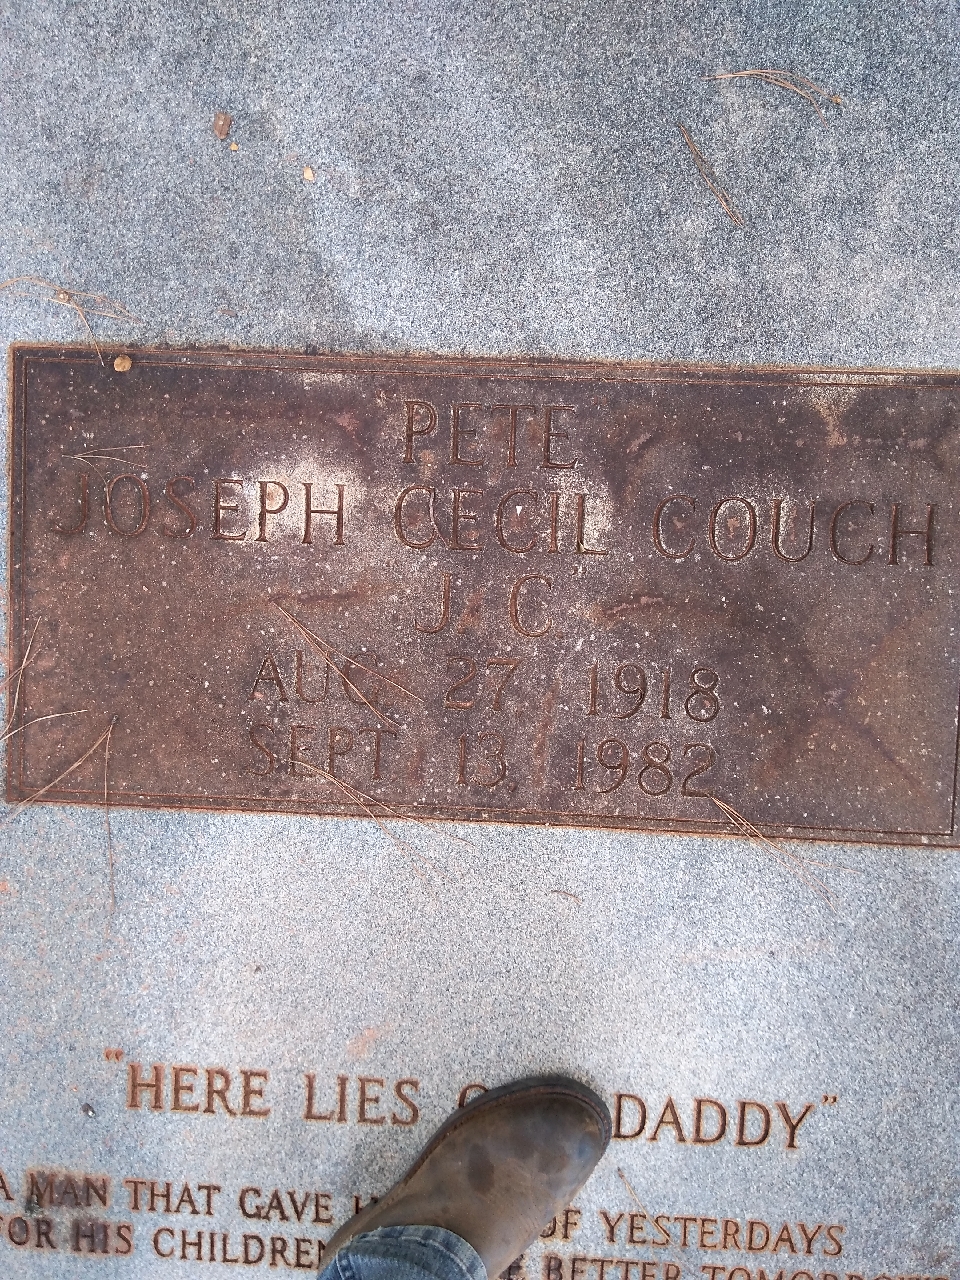 PETE
JOSEPH CECIL COUCH
J. C
AUG. 27 1918
SEPT 13, 1982
"HERE LIES DADDY"
A MAN THAT GAVE OF YESTERDAYS
FOR HIS CHILDREN BETTER